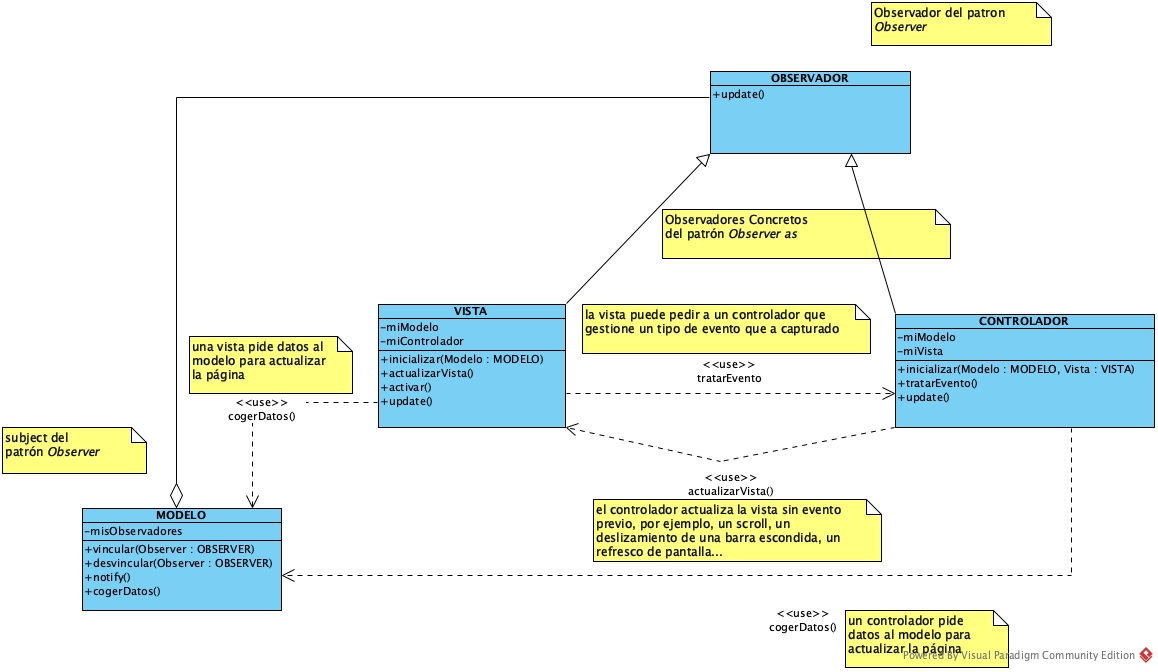 Observador del patron
Observer
OBSERVADOR
+update()
Observadores Concretos
del patrón Observer as
VISTA
-miModelo
-miControlador
+inicializar(Modelo : MODELO)
+actualizarVista()
+activar()
+update()
la vista puede pedir a un controlador que
gestione un tipo de evento que a capturado
<<use>>
tratarEvento
CONTROLADOR
-miModelo
-miVista
+inicializar(Modelo : MODELO, Vista : VISTA)
+tratarEvento()
+update()
una vista pide datos al
modelo para actualizar
la página
<<use>>
cogerDatos()
subject del
patrón Observer
<<use>>
actualizarVista()
el controlador actualiza la vista sin evento
previo, por ejemplo, un scroll, un
deslizamiento de una barra escondida, un
refresco de pantalla...
MODELO
-misObservadores
+vincular(Observer : OBSERVER)
+desvincular(Observer : OBSERVER)
+notify()
+cogerDatos()
<<use>>
cogerDatos()
un controlador pide
datos al modelo para
actualizar la página
Powered By Visual Paradigm Community Edition